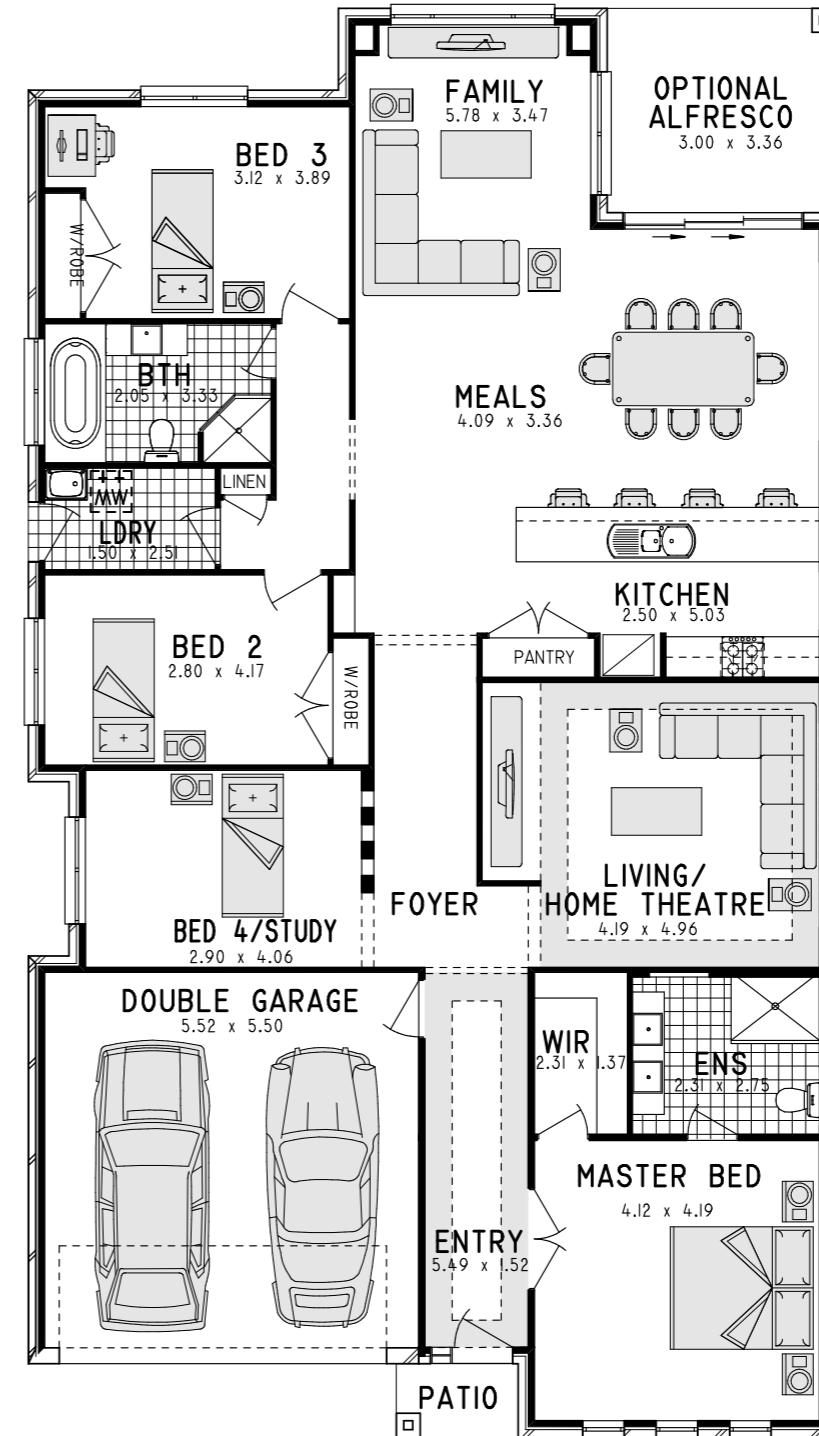 FAMILY
5.78 x 3.47
OPTIONAL
ALFRESCO
3.00 x 3.36
BED 3
3.12 x 3.89
W/ROBE
BTH
2.05 x 3.33
MEALS
4.09 x 3.36
LINEN
LDRY
1.50 x 2.51
KITCHEN
2.50 x 5.03
BED 2
2.80 x 4.17
W/ROBE
PANTRY
LIVING/
HOME THEATRE
4.19 x 4.96
FOYER
BED 4/STUDY
2.90 x 4.06
DOUBLE GARAGE
5.52 x 5.50
WIR
2.31 x 1.37
ENS
2.31 x 2.75
MASTER BED
4.12 x 4.19
ENTRY
5.49 x 1.52
PATIO